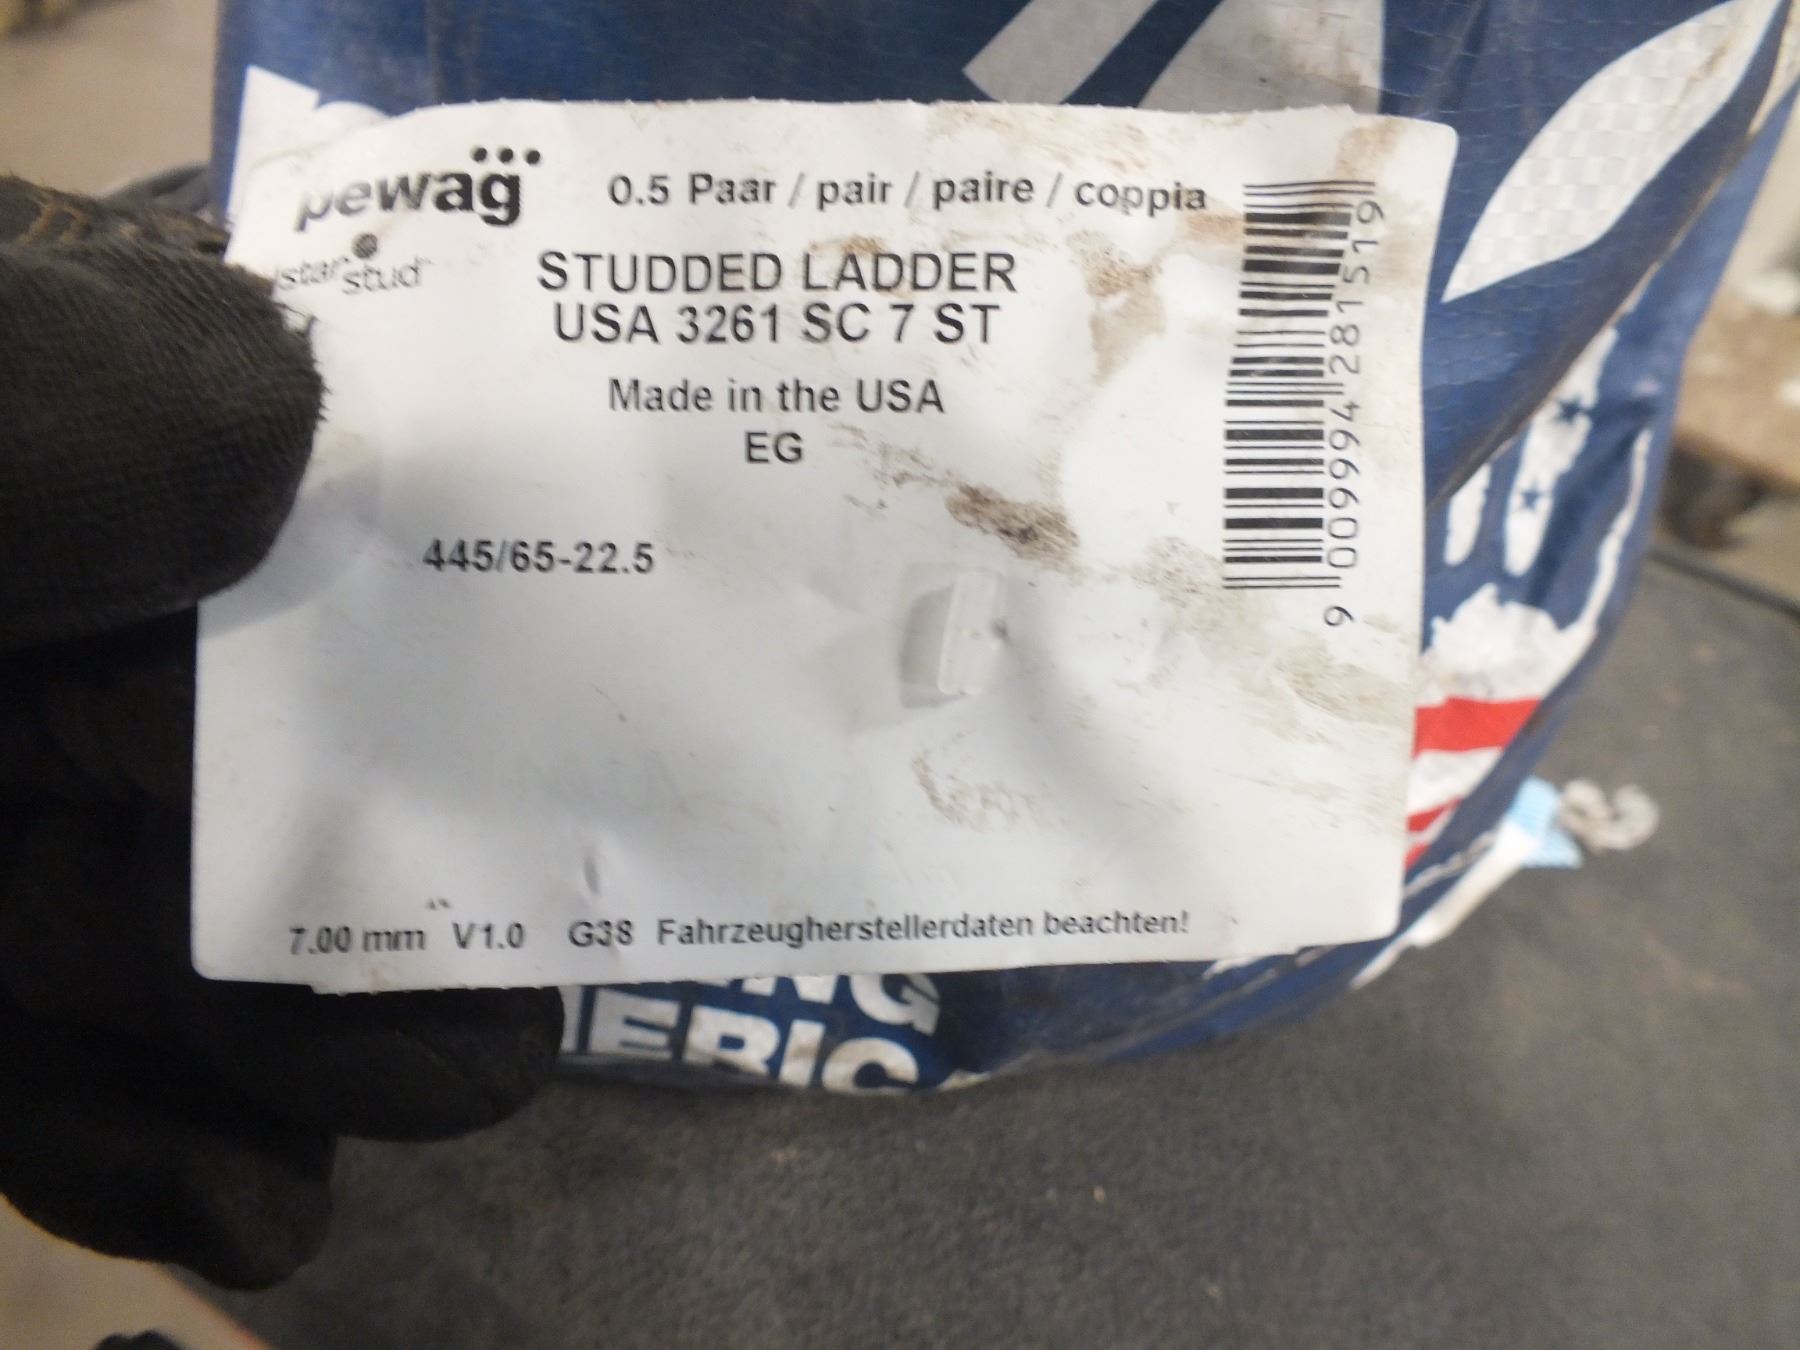 pewag
0.5 Paar / pair / paire / coppia
star stud
STUDDED LADDER
USA 3261 SC 7 ST
Made in the USA
EG
445/65-22.5
9 009994 281519
7.00 mm V1.0 G38 Fahrzeugherstellerdaten beachten!